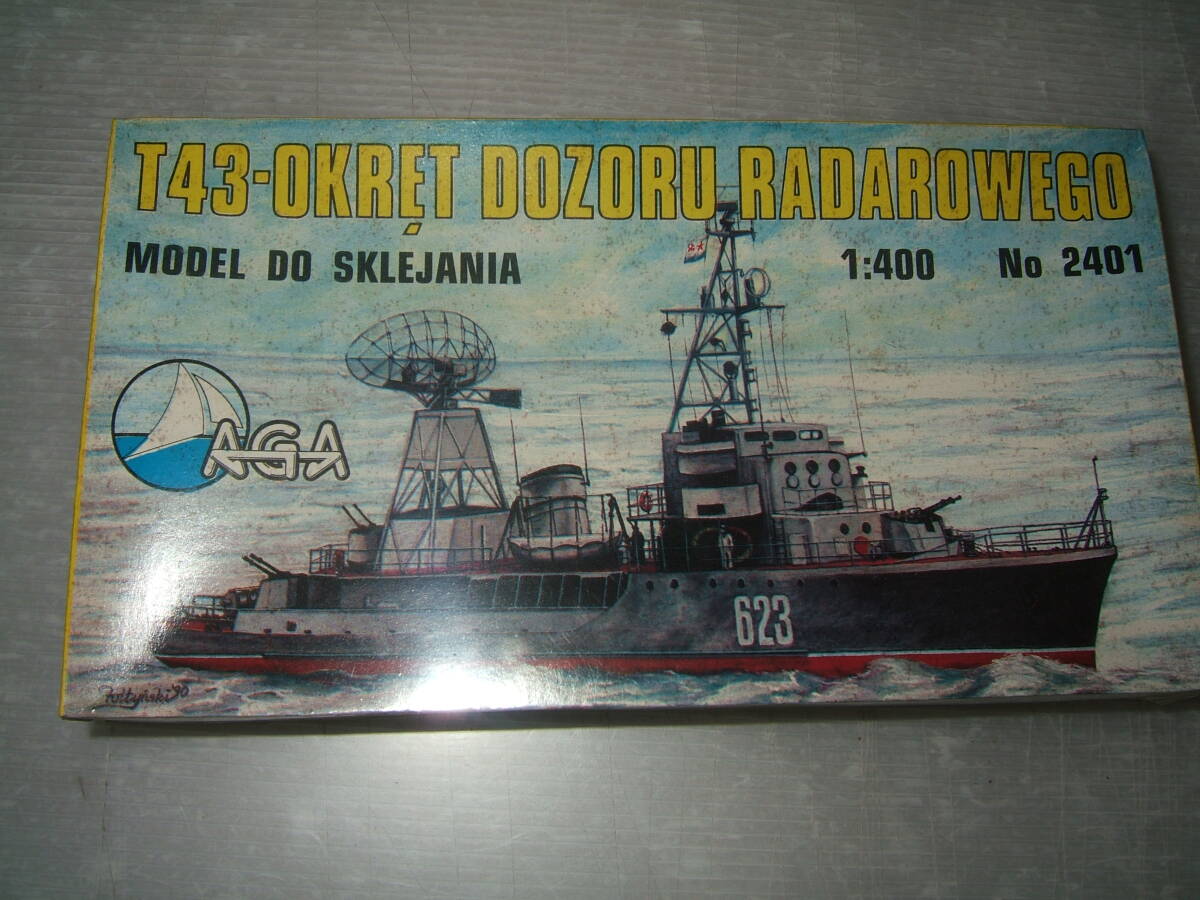 T43-OKRĘT DOZORU RADAROWEGO
MODEL DO SKLEJANIA
1:400 No 2401
AGA
623